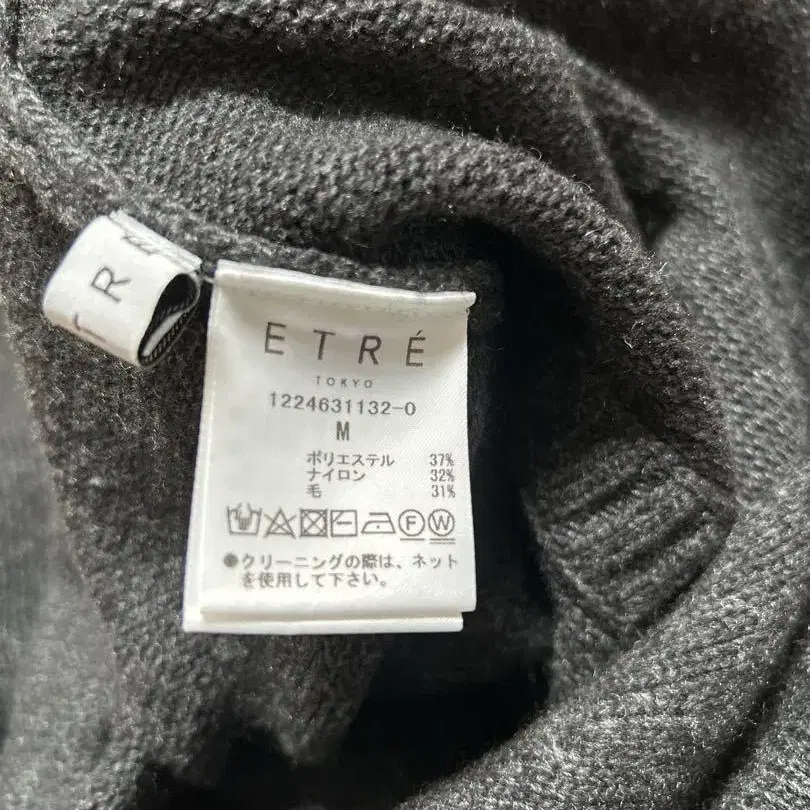 TRE
ETRÉ
TOKYO
1224631132-0
M
ポリエステル 37%
ナイロン 32%
毛 31%
F W
●クリーニングの際は、ネット
を使用して下さい。